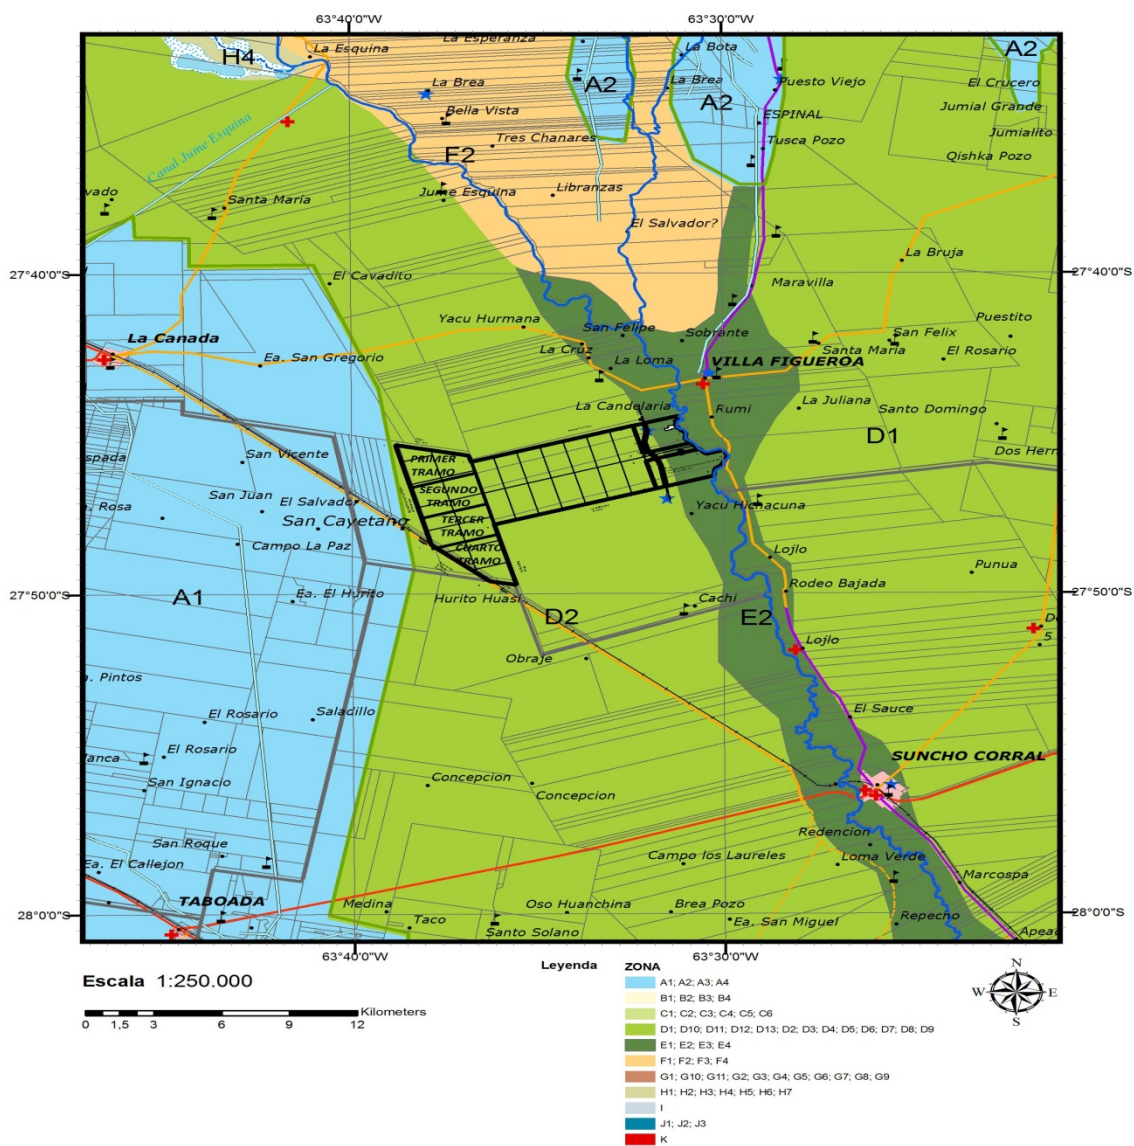 63°40'0"W
63°30'0"W
H4
La Esquina
La Esperanza
La Bota
A2
La Brea
La Brea
A2
A2
Puesto Viejo
El Crucero
Bella Vista
ESPINAL
Jumial Grande
Canal Jume Esquina
F2
Tres Chanares
Tusca Pozo
Jumialito
Qishka Pozo
vado
Santa María
Jume Esquina
Libranzas
El Salvador?
La Bruja
27°40'0"S
El Cavadito
Maravilla
27°40'0"S
Yacu Hurmana
San Felipe
Sobrante
San Felix
Puestito
La Canada
Ea. San Gregorio
La Cruz
La Loma
VILLA FIGUEROA
Santa Maria
El Rosario
La Candelaria
Rumi
La Juliana
Santo Domingo
D1
San Vicente
PRIMER
TRAMO
Dos Hern
spada
San Juan
El Salvador
SEGUNDO
TRAMO
. Rosa
San Cayetano
TERCER
TRAMO
Yacu Hichacuna
Campo La Paz
CUARTO
TRAMO
Lojlo
Punua
27°50'0"S
A1
Ea. El Hurito
Hurito Huasi
D2
Cachi
Rodeo Bajada
E2
27°50'0"S
Obraje
Lojlo
5
a. Pintos
El Rosario
Saladillo
El Sauce
El Rosario
lanca
San Ignacio
Concepcion
Concepcion
SUNCHO CORRAL
San Roque
Redencion
Ea. El Callejon
Campo los Laureles
Loma Verde
Marcospa
TABOADA
Medina
Oso Huanchina
Brea Pozo
28°0'0"S
Taco
Santo Solano
Ea. San Miguel
Repecho
Apead
28°0'0"S
63°40'0"W
63°30'0"W
Escala 1:250.000
0 1,5 3 6 9 12
Kilometers
Leyenda
ZONA
A1; A2; A3; A4
B1; B2; B3; B4
C1; C2; C3; C4; C5; C6
D1; D10; D11; D12; D13; D2; D3; D4; D5; D6; D7; D8; D9
E1; E2; E3; E4
F1; F2; F3; F4
G1; G10; G11; G2; G3; G4; G5; G6; G7; G8; G9
H1; H2; H3; H4; H5; H6; H7
I
J1; J2; J3
K
N
W E
S